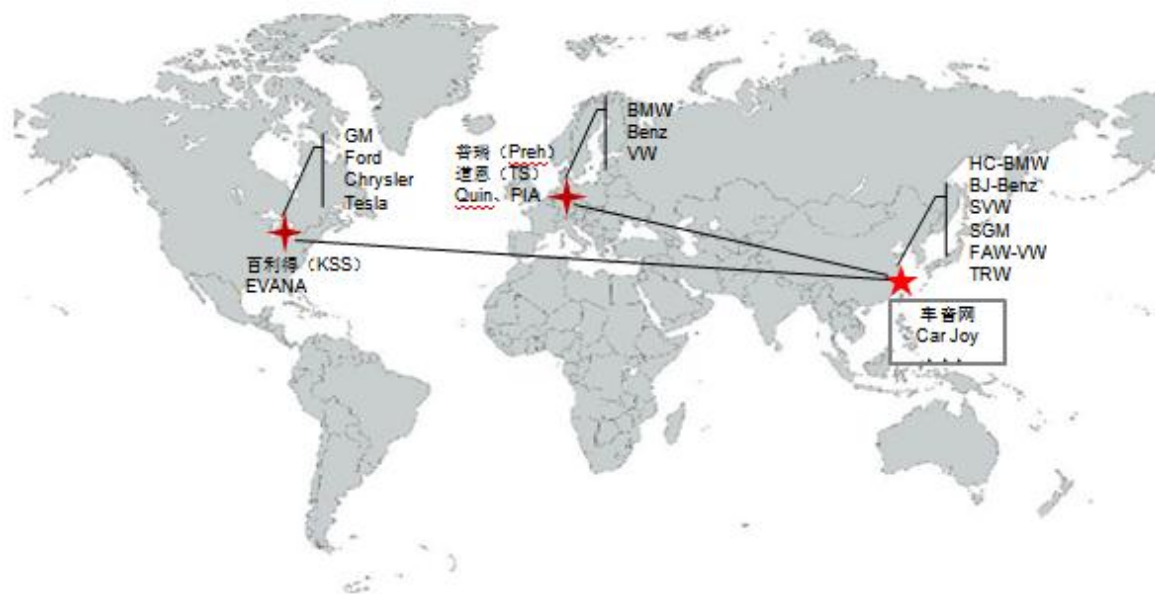 GM
Ford
Chrysler
Tesla
百利得（KSS）
EVANA
普瑞（Preh）
道恩（TS）
Quin、PIA
BMW
Benz
VW
HC-BMW
BJ-Benz
SVW
SGM
FAW-VW
TRW
车音网
Car Joy